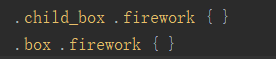 .child_box .firework { }
.box .firework { }